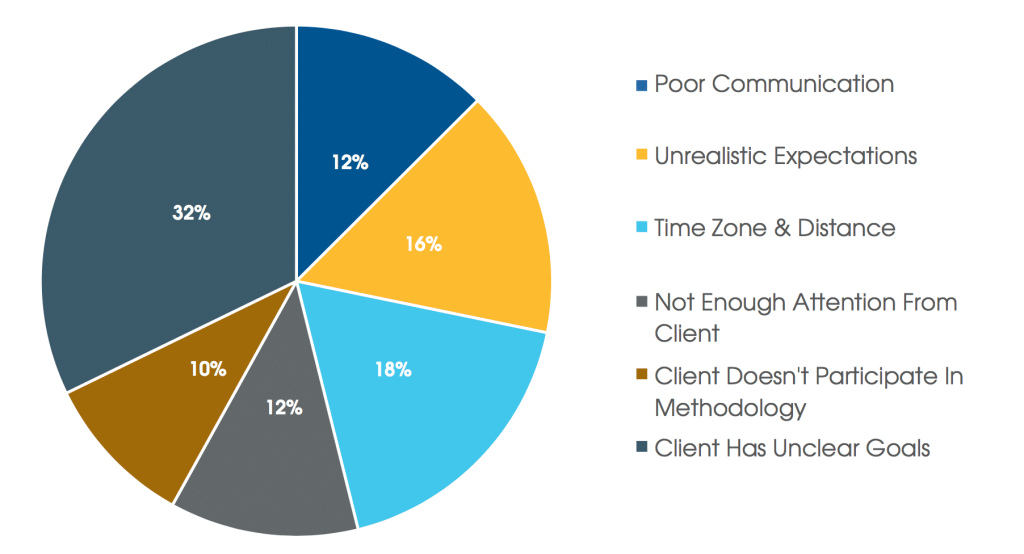 12%
16%
18%
12%
10%
32%
Poor Communication
Unrealistic Expectations
Time Zone & Distance
Not Enough Attention From
Client
Client Doesn't Participate In
Methodology
Client Has Unclear Goals